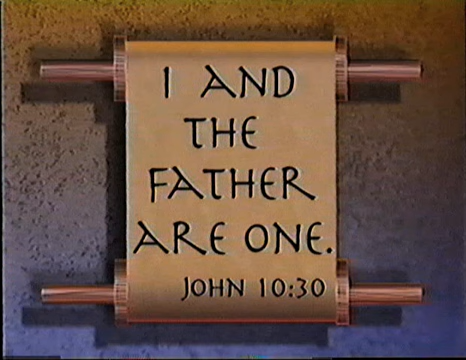 I AND
THE
FATHER
ARE ONE.
JOHN 10:30